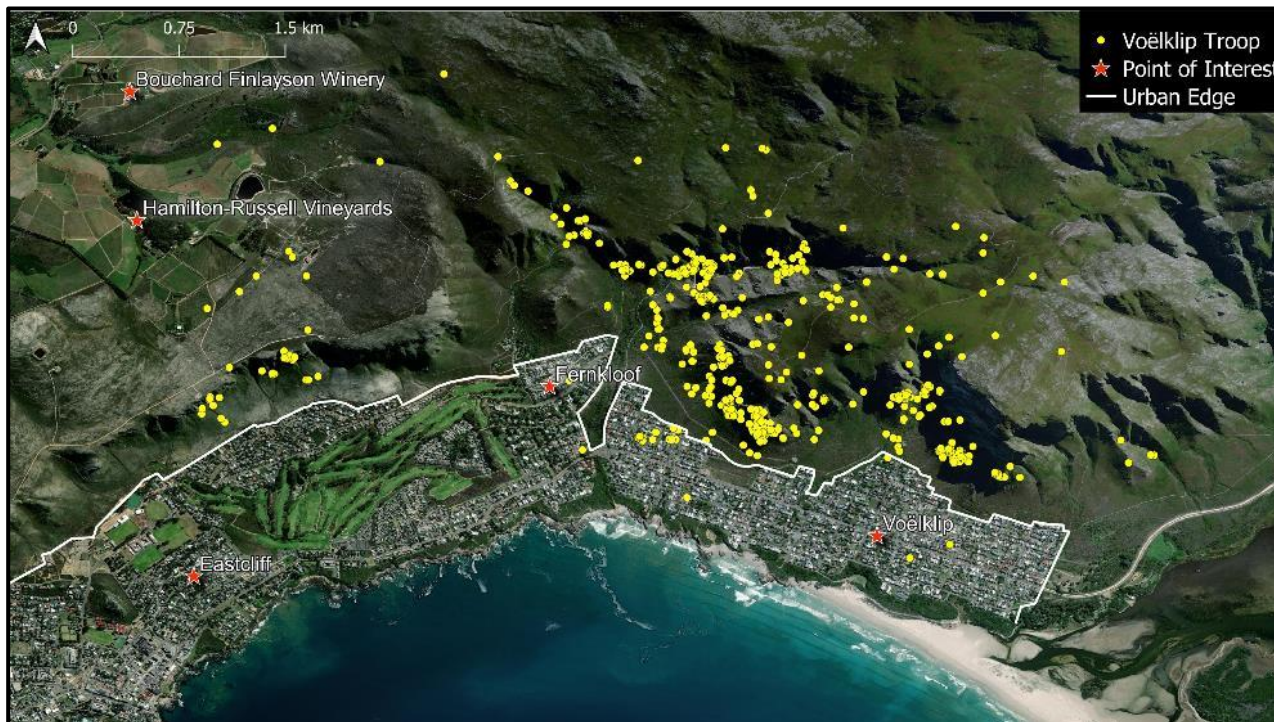 0 0.75 1.5 km
Voëlklip Troop
Point of Interest
Urban Edge
Bouchard Finlayson Winery
Hamilton-Russell Vineyards
Fernkloof
Voëlklip
Eastcliff